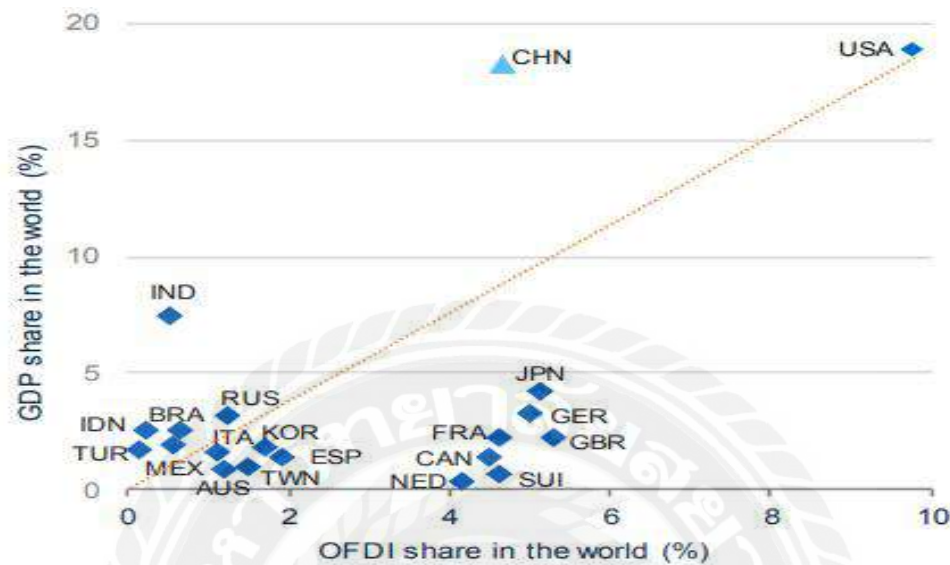 20
CHN
USA
15
10
IND
5
JPN
RUS
IDN
BRA
GER
ITA
KOR
FRA
GBR
TUR
ESP
CAN
MEX
TWN
NED
SUI
AUS
0
0
2
4
6
8
10
GDP share in the world (%)
OFDI share in the world (%)